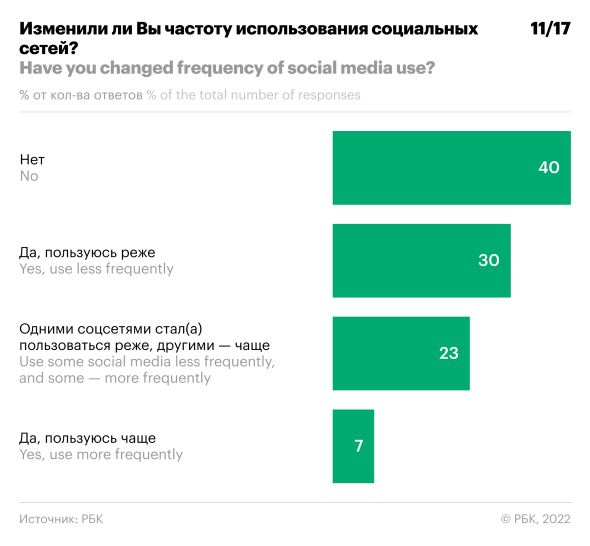 Изменили ли Вы частоту использования социальных
сетей?
11/17
Have you changed frequency of social media use?
% от кол-ва ответов % of the total number of responses
Нет
No
40
Да, пользуюсь реже
Yes, use less frequently
30
Одними соцсетями стал(а)
пользоваться реже, другими — чаще
Use some social media less frequently,
and some — more frequently
23
Да, пользуюсь чаще
Yes, use more frequently
7
Источник: РБК
© РБК, 2022